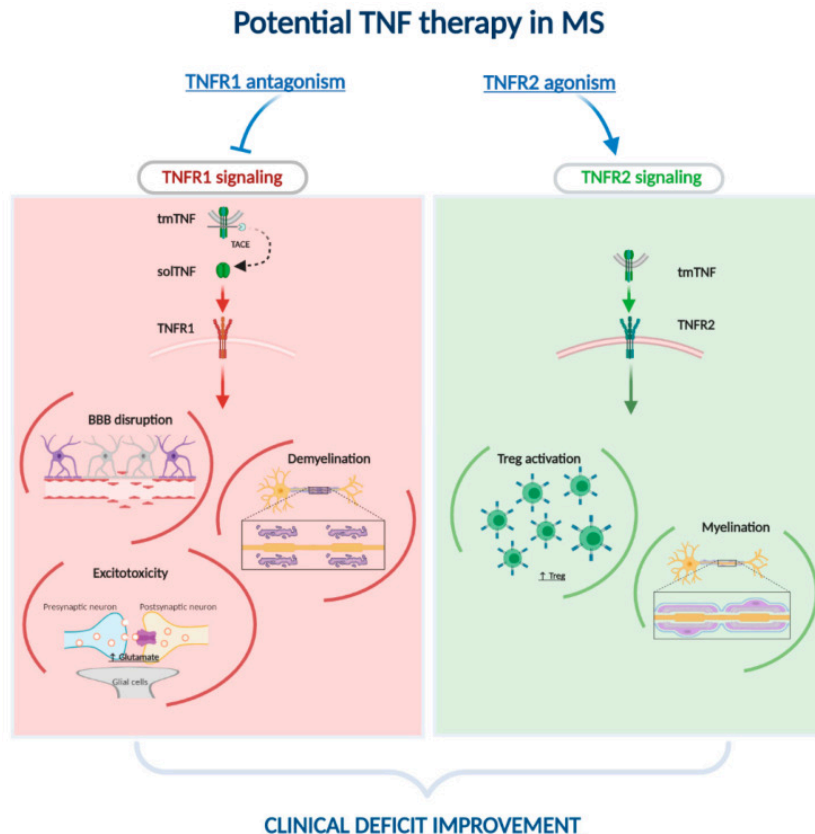 Potential TNF therapy in MS
TNFR1 antagonism
TNFR2 agonism
TNFR1 signaling
TNFR2 signaling
tmTNF
TACE
solTNF
TNFR1
BBB disruption
Demyelination
Excitotoxicity
Presynaptic neuron
Postsynaptic neuron
↑ Glutamate
Glial cells
tmTNF
TNFR2
Treg activation
↑ Treg
Myelination
CLINICAL DEFICIT IMPROVEMENT